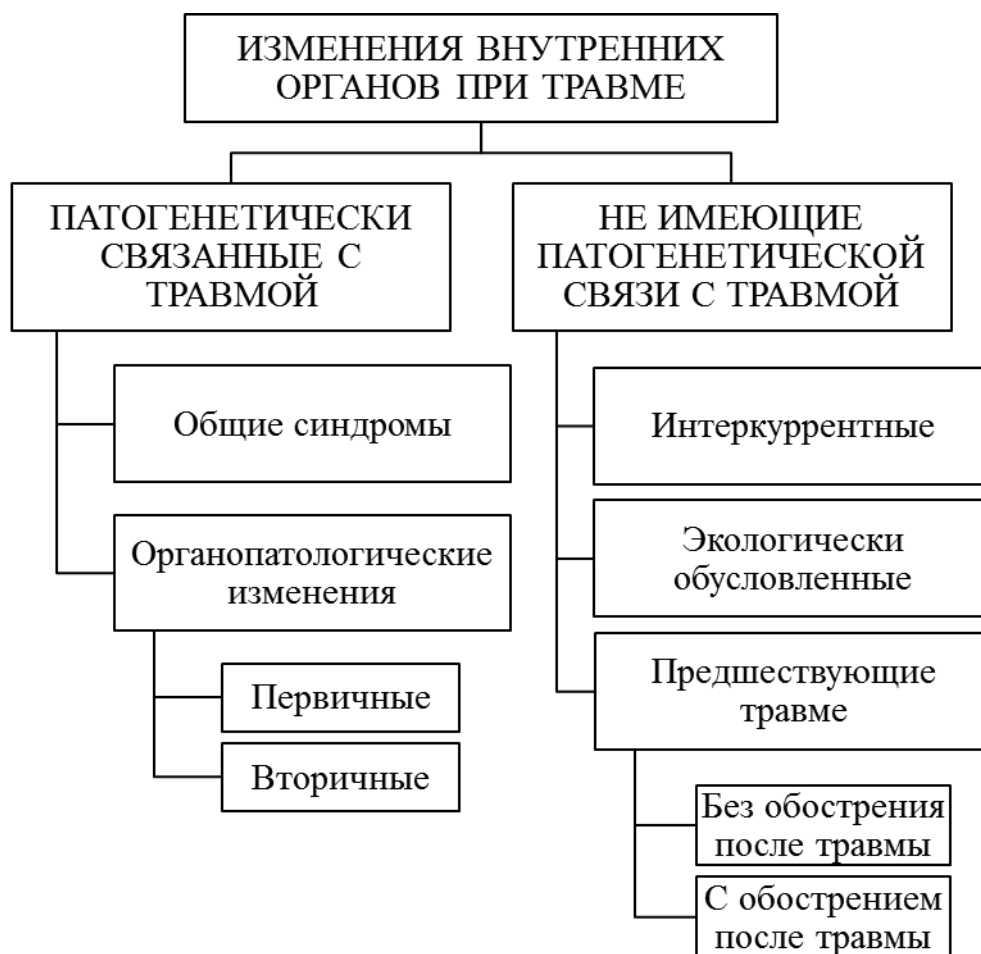 ИЗМЕНЕНИЯ ВНУТРЕННИХ
ОРГАНОВ ПРИ ТРАВМЕ
ПАТОГЕНЕТИЧЕСКИ
СВЯЗАННЫЕ С
ТРАВМОЙ
Общие синдромы
Органопатологические
изменения
Первичные
Вторичные
НЕ ИМЕЮЩИЕ
ПАТОГЕНЕТИЧЕСКОЙ
СВЯЗИ С ТРАВМОЙ
Интеркуррентные
Экологически
обусловленные
Предшествующие
травме
Без обострения
после травмы
С обострением
после травмы